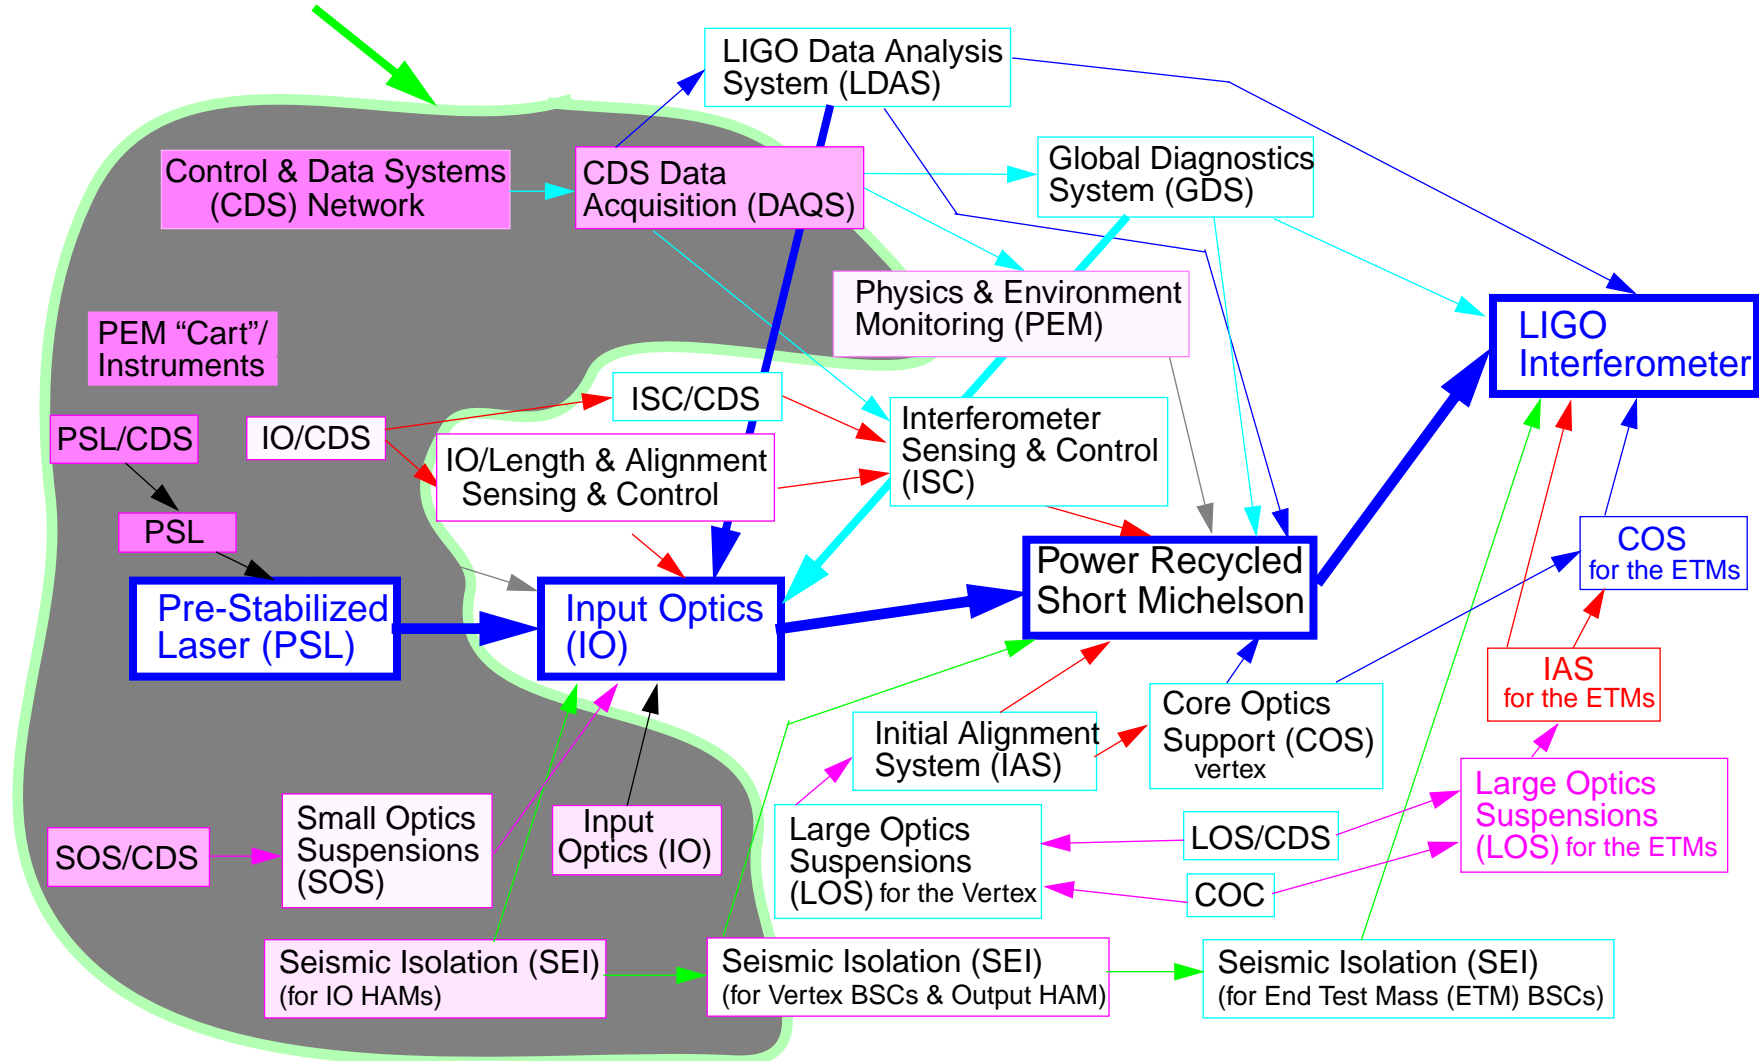 LIGO Data Analysis
System (LDAS)
Control & Data Systems
(CDS) Network
CDS Data
Acquisition (DAQS)
Global Diagnostics
System (GDS)
Physics & Environment
Monitoring (PEM)
LIGO
Interferometer
PEM “Cart”/
Instruments
PSL/CDS
IO/CDS
ISC/CDS
IO/Length & Alignment
Sensing & Control
Interferometer
Sensing & Control
(ISC)
PSL
Pre-Stabilized
Laser (PSL)
Input Optics
(IO)
Power Recycled
Short Michelson
COS
for the ETMs
IAS
for the ETMs
Initial Alignment
System (IAS)
Core Optics
Support (COS)
vertex
SOS/CDS
Small Optics
Suspensions
(SOS)
Input
Optics (IO)
Large Optics
Suspensions
(LOS) for the Vertex
LOS/CDS
COC
Large Optics
Suspensions
(LOS) for the ETMs
Seismic Isolation (SEI)
(for IO HAMs)
Seismic Isolation (SEI)
(for Vertex BSCs & Output HAM)
Seismic Isolation (SEI)
(for End Test Mass (ETM) BSCs)